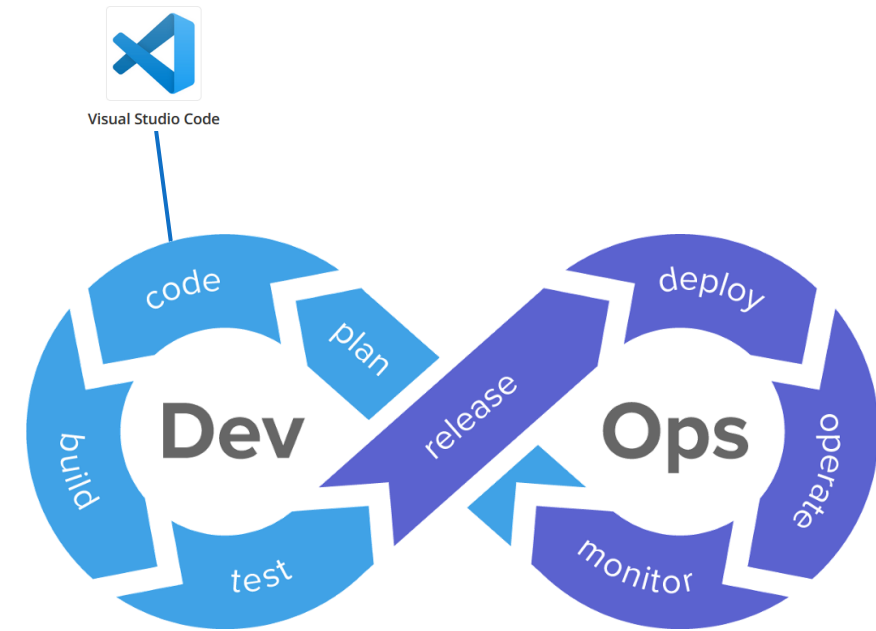 Visual Studio Code
code
plan
build
test
Dev
release
deploy
operate
monitor
Ops